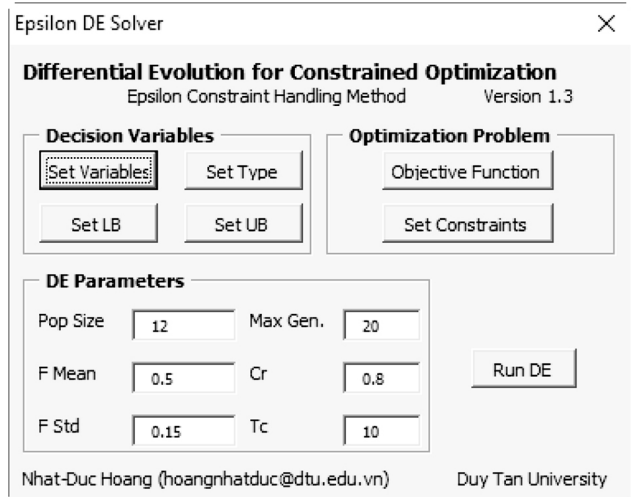 Epsilon DE Solver
Differential Evolution for Constrained Optimization
Epsilon Constraint Handling Method Version 1.3
Decision Variables
Set Variables Set Type
Set LB Set UB
Optimization Problem
Objective Function
Set Constraints
DE Parameters
Pop Size 12 Max Gen. 20
F Mean 0.5 Cr 0.8
F Std 0.15 Tc 10
Run DE
Nhat-Duc Hoang (hoangnhatduc@dtu.edu.vn) Duy Tan University